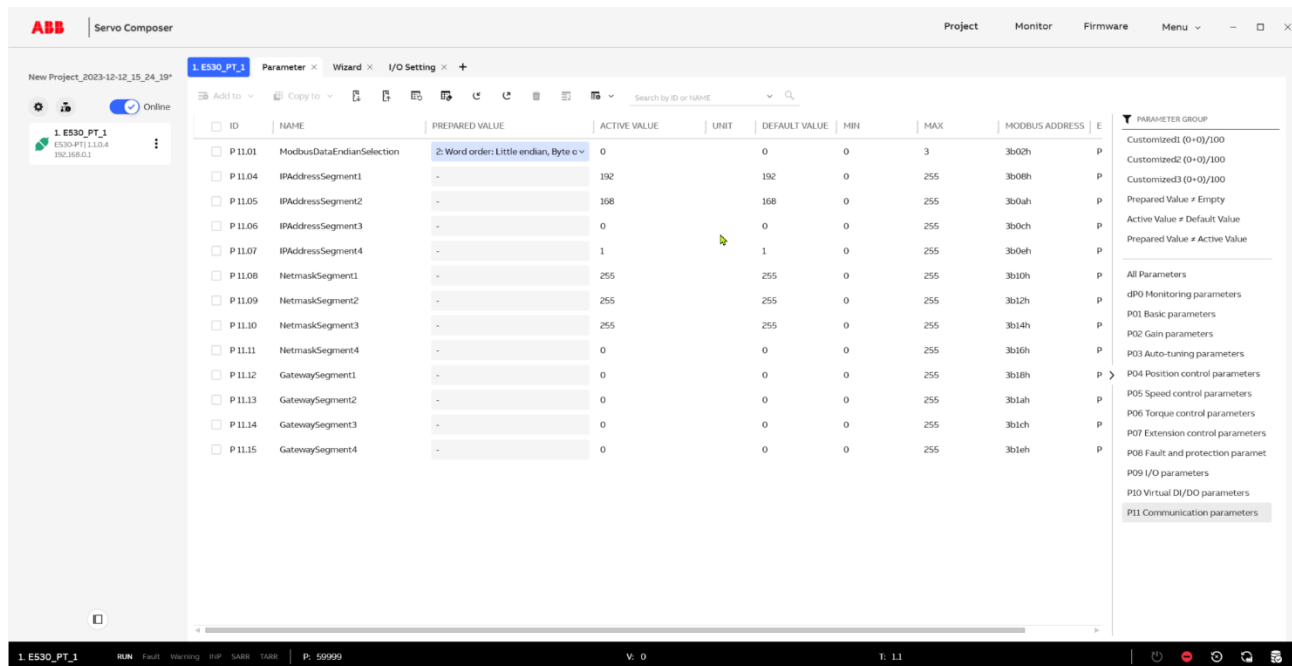 ABB Servo Composer Project Monitor Firmware Menu
New Project_2023-12-12_15_24_19*
Online
1. E530_PT_1
E530-PT| 1.1.0.4
192.168.0.1
1. E530_PT_1 Parameter × Wizard × I/O Setting × +
Add to Copy to Search by ID or NAME
ID NAME PREPARED VALUE ACTIVE VALUE UNIT DEFAULT VALUE MIN MAX MODBUS ADDRESS E
P 11.01 ModbusDataEndianSelection 2: Word order: Little endian, Byte o 0 0 0 3 3b02h P
P 11.04 IPAddressSegment1 - 192 192 0 255 3b08h P
P 11.05 IPAddressSegment2 - 168 168 0 255 3b0ah P
P 11.06 IPAddressSegment3 - 0 0 0 255 3b0ch P
P 11.07 IPAddressSegment4 - 1 1 0 255 3b0eh P
P 11.08 NetmaskSegment1 - 255 255 0 255 3b10h P
P 11.09 NetmaskSegment2 - 255 255 0 255 3b12h P
P 11.10 NetmaskSegment3 - 255 255 0 255 3b14h P
P 11.11 NetmaskSegment4 - 0 0 0 255 3b16h P
P 11.12 GatewaySegment1 - 0 0 0 255 3b18h P
P 11.13 GatewaySegment2 - 0 0 0 255 3b1ah P
P 11.14 GatewaySegment3 - 0 0 0 255 3b1ch P
P 11.15 GatewaySegment4 - 0 0 0 255 3b1eh P
PARAMETER GROUP
Customized1 (0+0)/100
Customized2 (0+0)/100
Customized3 (0+0)/100
Prepared Value ≠ Empty
Active Value ≠ Default Value
Prepared Value ≠ Active Value
All Parameters
dP0 Monitoring parameters
P01 Basic parameters
P02 Gain parameters
P03 Auto-tuning parameters
P04 Position control parameters
P05 Speed control parameters
P06 Torque control parameters
P07 Extension control parameters
P08 Fault and protection paramet
P09 I/O parameters
P10 Virtual DI/DO parameters
P11 Communication parameters
1. E530_PT_1 RUN Fault Warning INP SARR TARR P: 59999 V: 0 T: 1.1